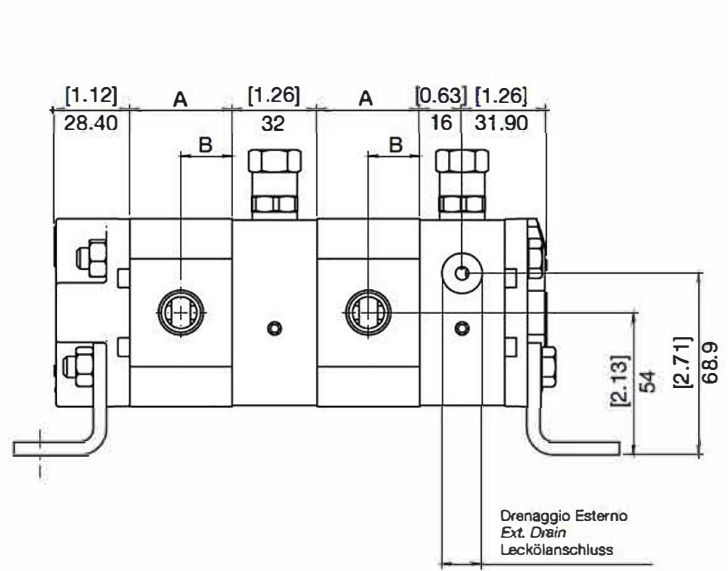 [1.12] A [1.26] A [0.63] [1.26]
28.40 32 16 31.90
B B
[2.13]
54
[2.71]
68.9
Drenaggio Esterno
Ext. Drain
Leckölanschluss